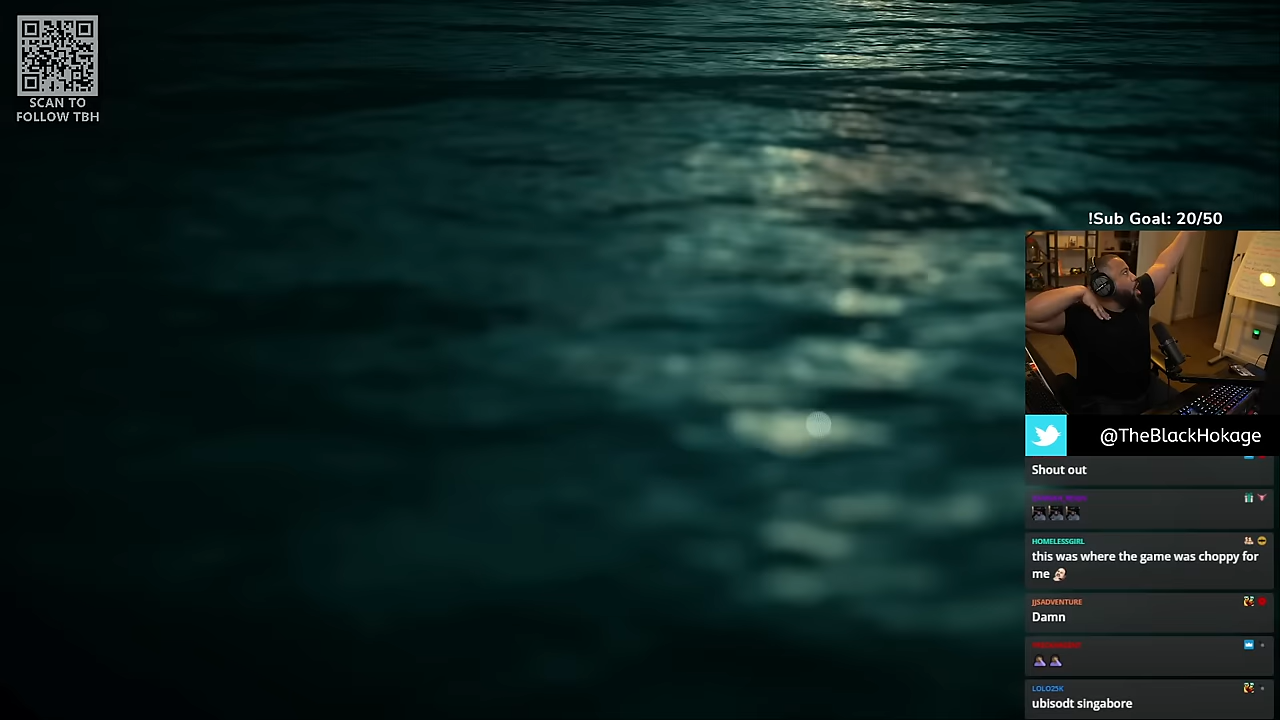 SCAN TO
FOLLOW TBH
!Sub Goal: 20/50
@TheBlackHokage
Shout out
HOMELESSGIRL
this was where the game was choppy for
me
JJSADVENTURE
Damn
LOLO25K
ubisodt singabore